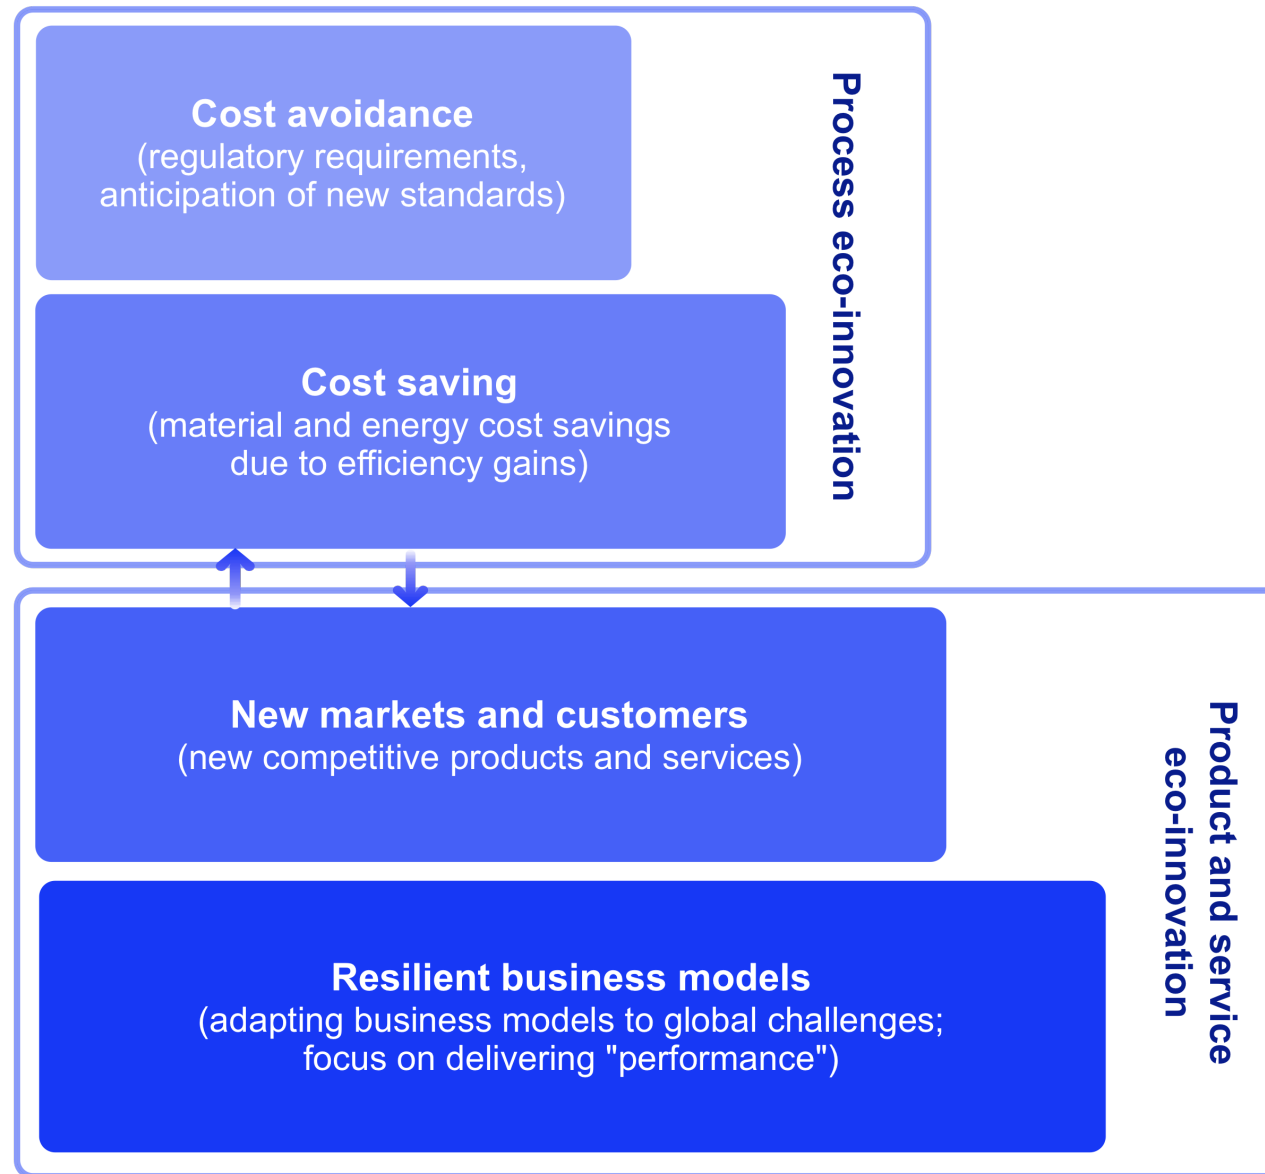 Cost avoidance
(regulatory requirements,
anticipation of new standards)
Cost saving
(material and energy cost savings
due to efficiency gains)
Process eco-innovation
New markets and customers
(new competitive products and services)
Resilient business models
(adapting business models to global challenges;
focus on delivering "performance")
Product and service
eco-innovation